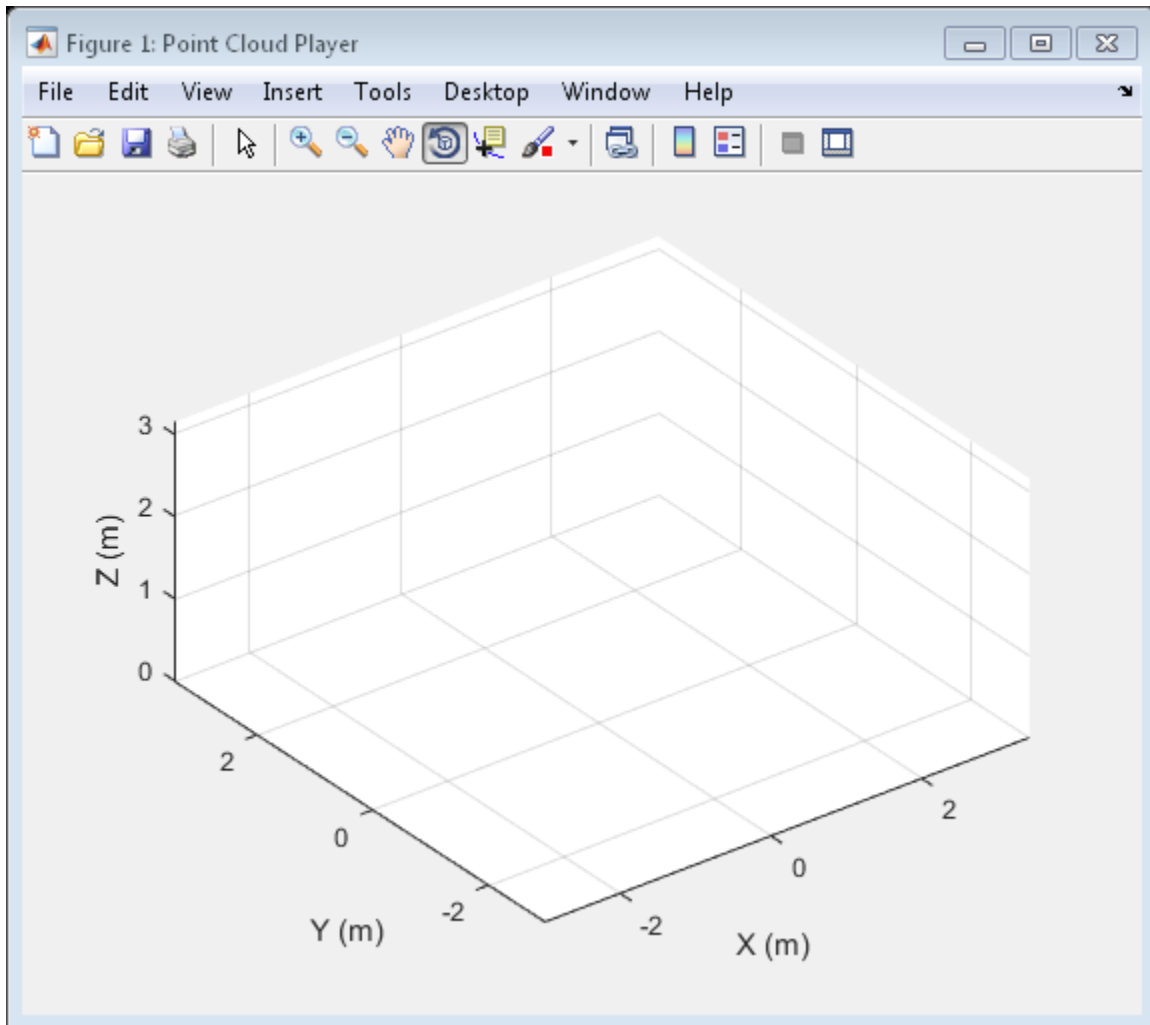 Figure 1: Point Cloud Player
File Edit View Insert Tools Desktop Window Help
3
2
1
0
Z (m)
2
0
-2
Y (m)
-2
0
2
X (m)